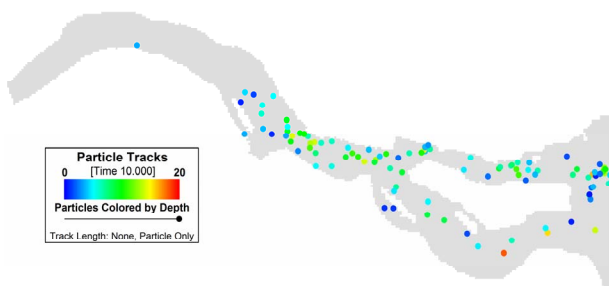 Particle Tracks
0 [Time 10.000] 20
Particles Colored by Depth
Track Length: None, Particle Only